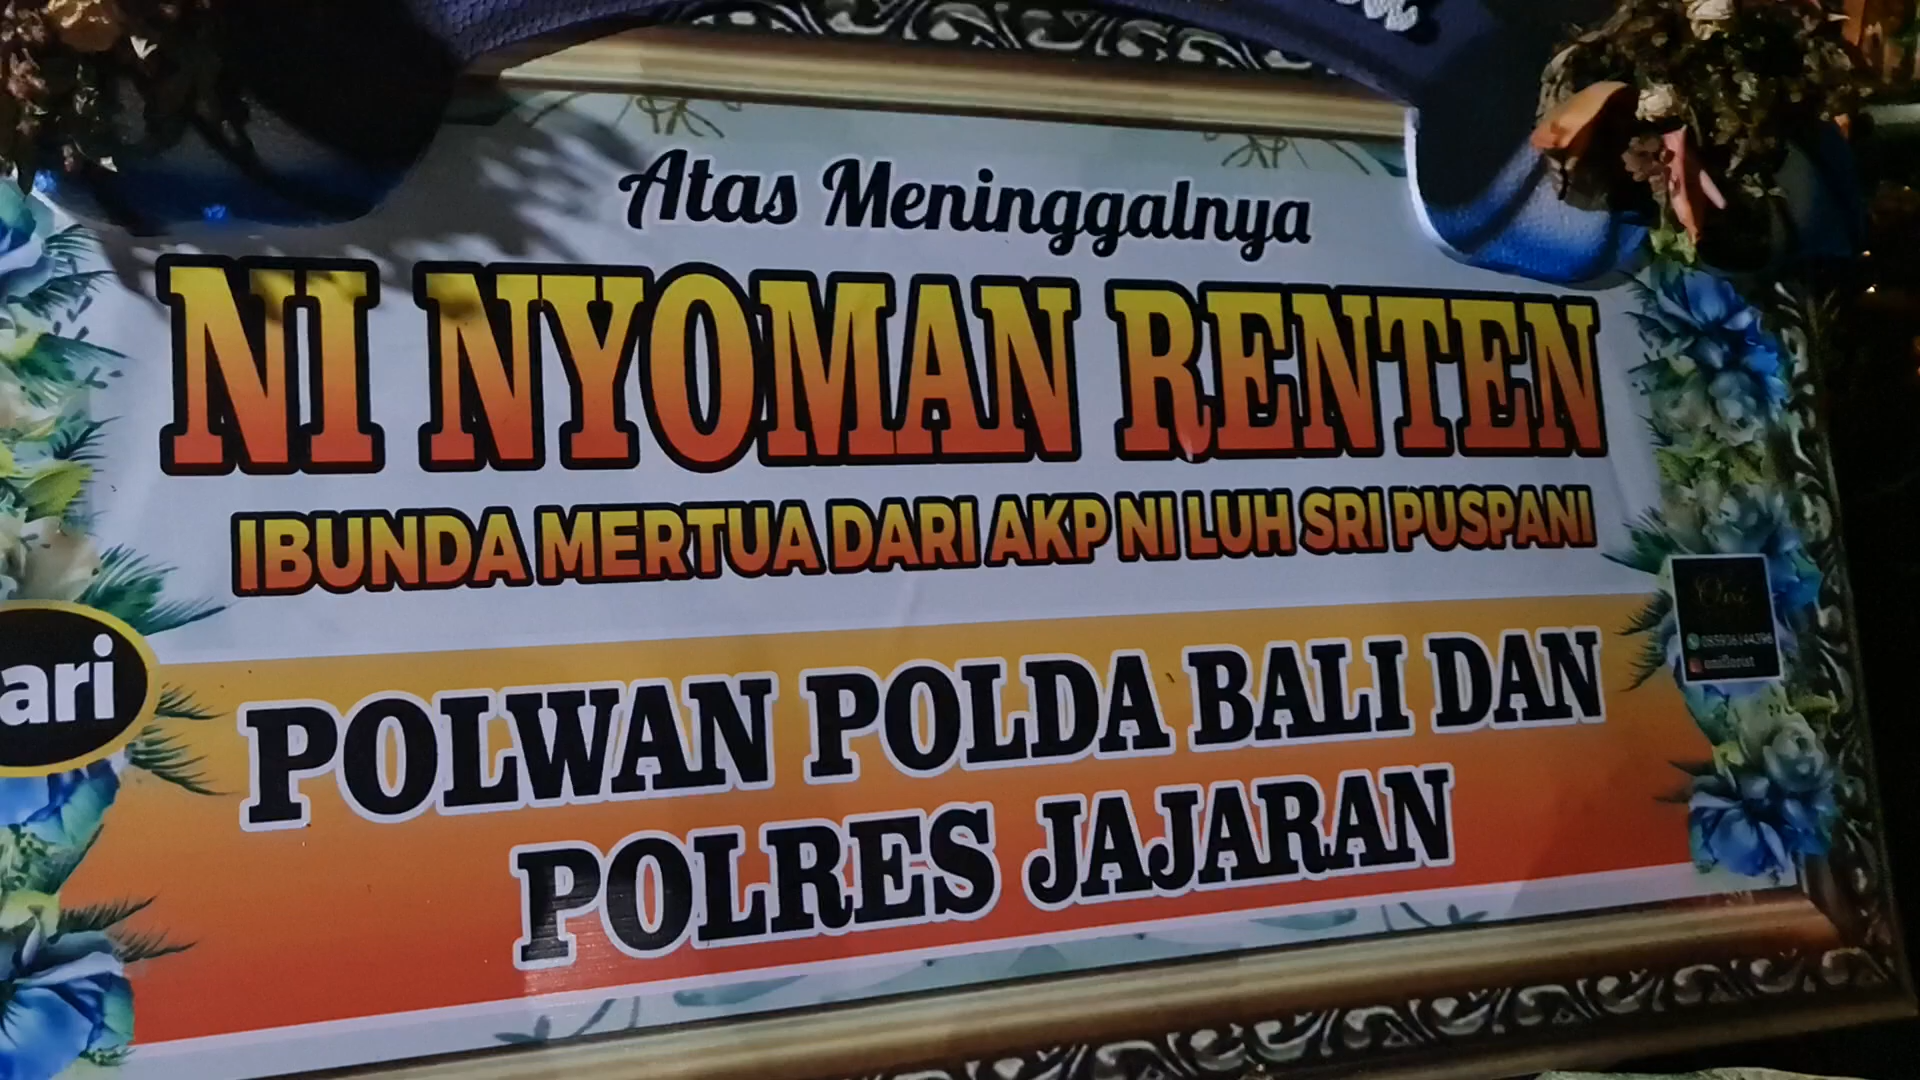 Atas Meninggalnya
NI NYOMAN RENTEN
IBUNDA MERTUA DARI AKP NI LUH SRI PUSPANI
ari
POLWAN POLDA BALI DAN
POLRES JAJARAN